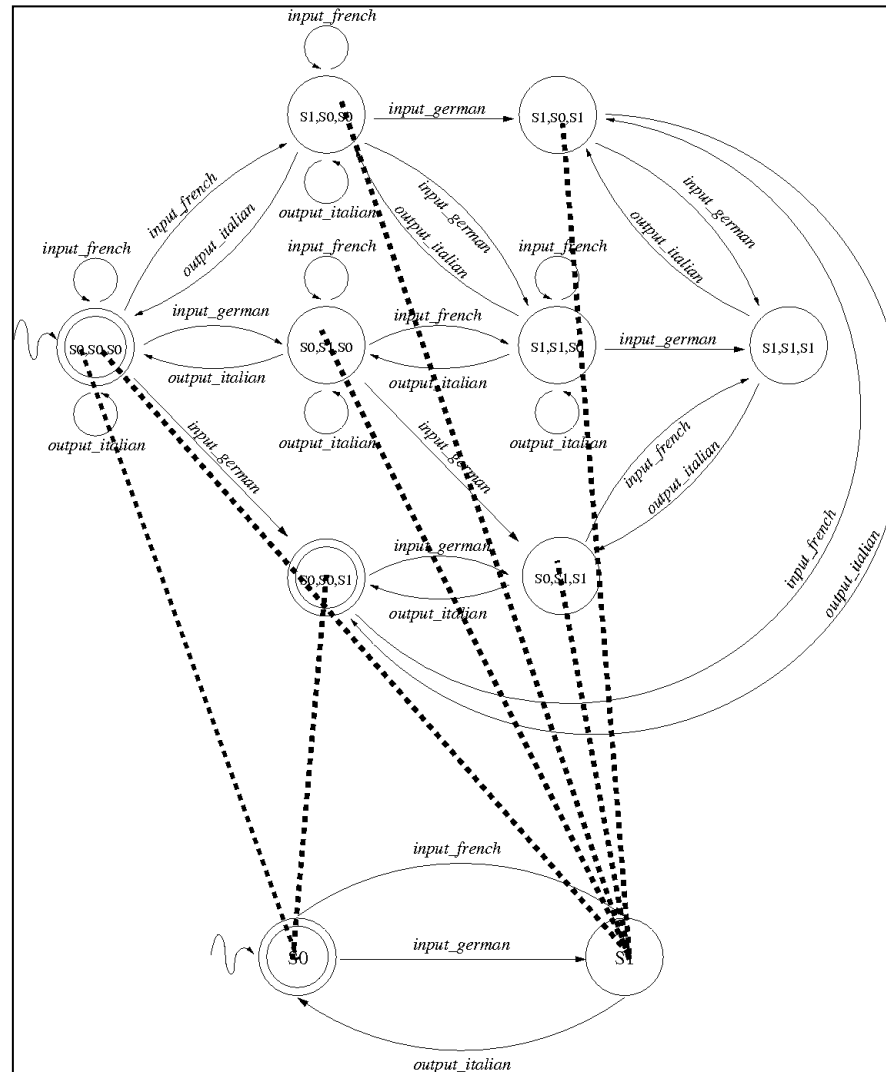 input_french
S1,S0,S0
input_german
S1,S0,S1
output_italian
input_french
output_italian
input_german
output_italian
input_german
output_italian
input_french
input_french
input_french
S0,S0,S0
input_german
output_italian
S0,S1,S0
input_french
output_italian
S1,S1,S0
input_german
S1,S1,S1
output_italian
output_italian
output_italian
input_german
input_german
input_french
output_italian
S0,S0,S1
input_german
output_italian
S0,S1,S1
input_french
output_italian
input_french
S0
input_german
S1
output_italian